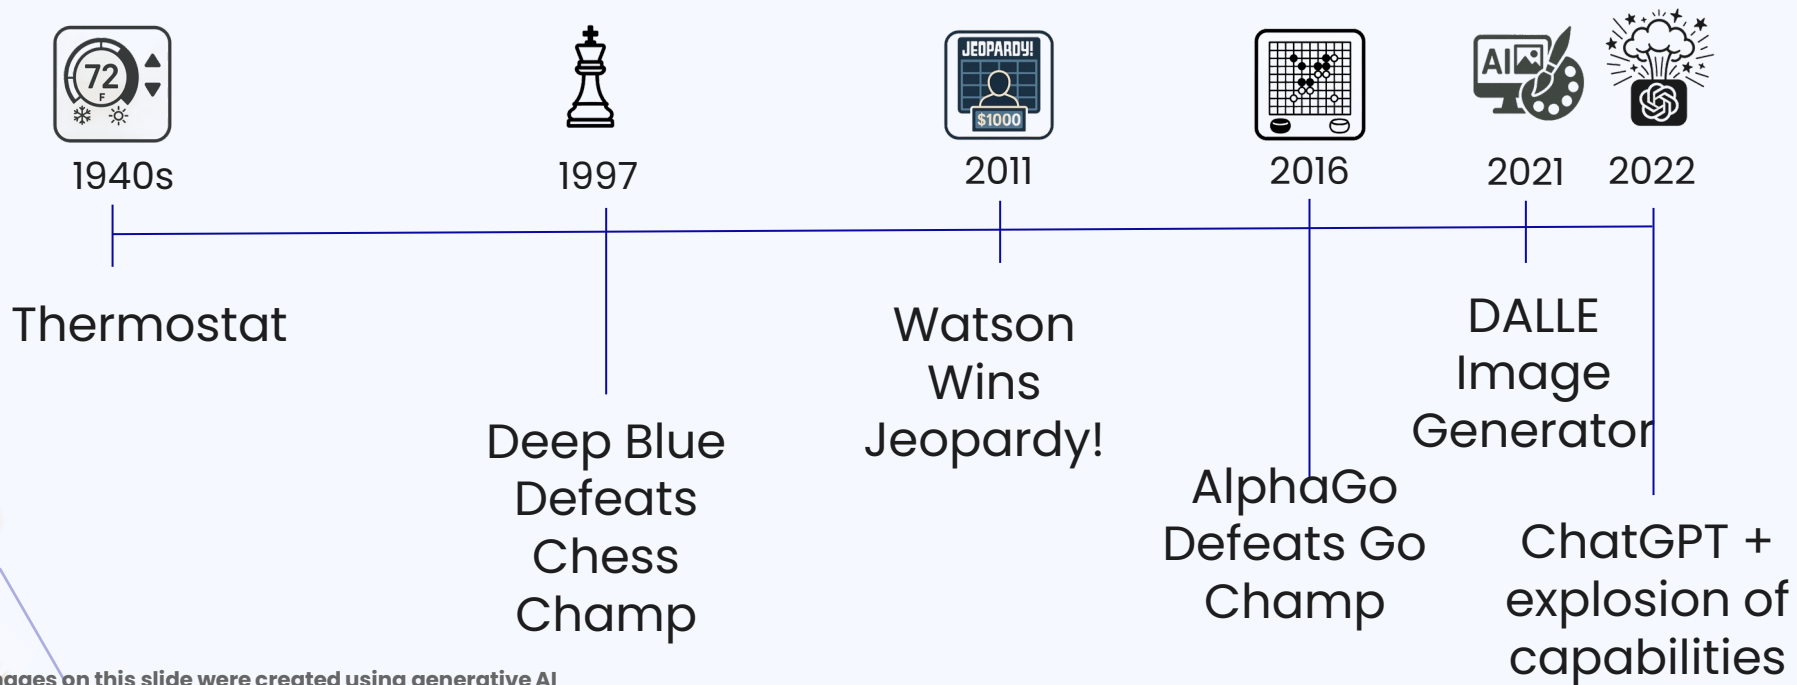 72
F
JEOPARDY!
$1000
AI
1940s
1997
2011
2016
2021
2022
Thermostat
Deep Blue
Defeats
Chess
Champ
Watson
Wins
Jeopardy!
AlphaGo
Defeats Go
Champ
DALLE
Image
Generator
ChatGPT +
explosion of
capabilities
on this slide were created using generative AI